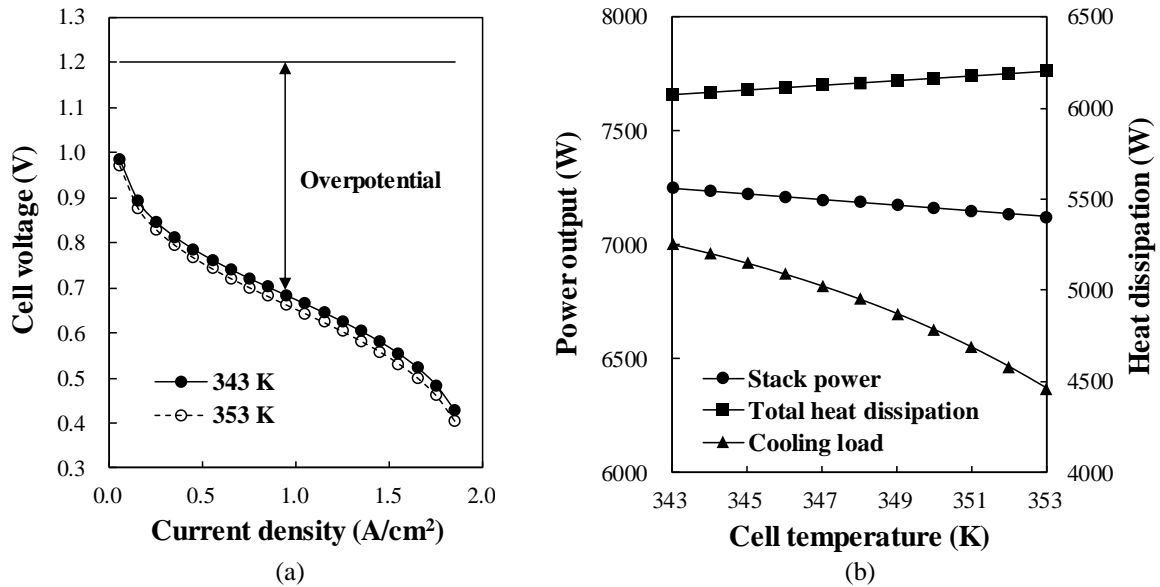 1.3
1.2
1.1
1.0
0.9
0.8
0.7
0.6
0.5
0.4
0.3
Cell voltage (V)
Overpotential
343 K
353 K
0.0 0.5 1.0 1.5 2.0
Current density (A/cm²)
(a)
8000
7500
7000
6500
6000
Power output
(W)
6500
6000
5500
5000
4500
4000
Heat dissipation (W)
Stack power
Total heat dissipation
Cooling load
343 345 347 349 351 353
Cell temperature (K)
(b)